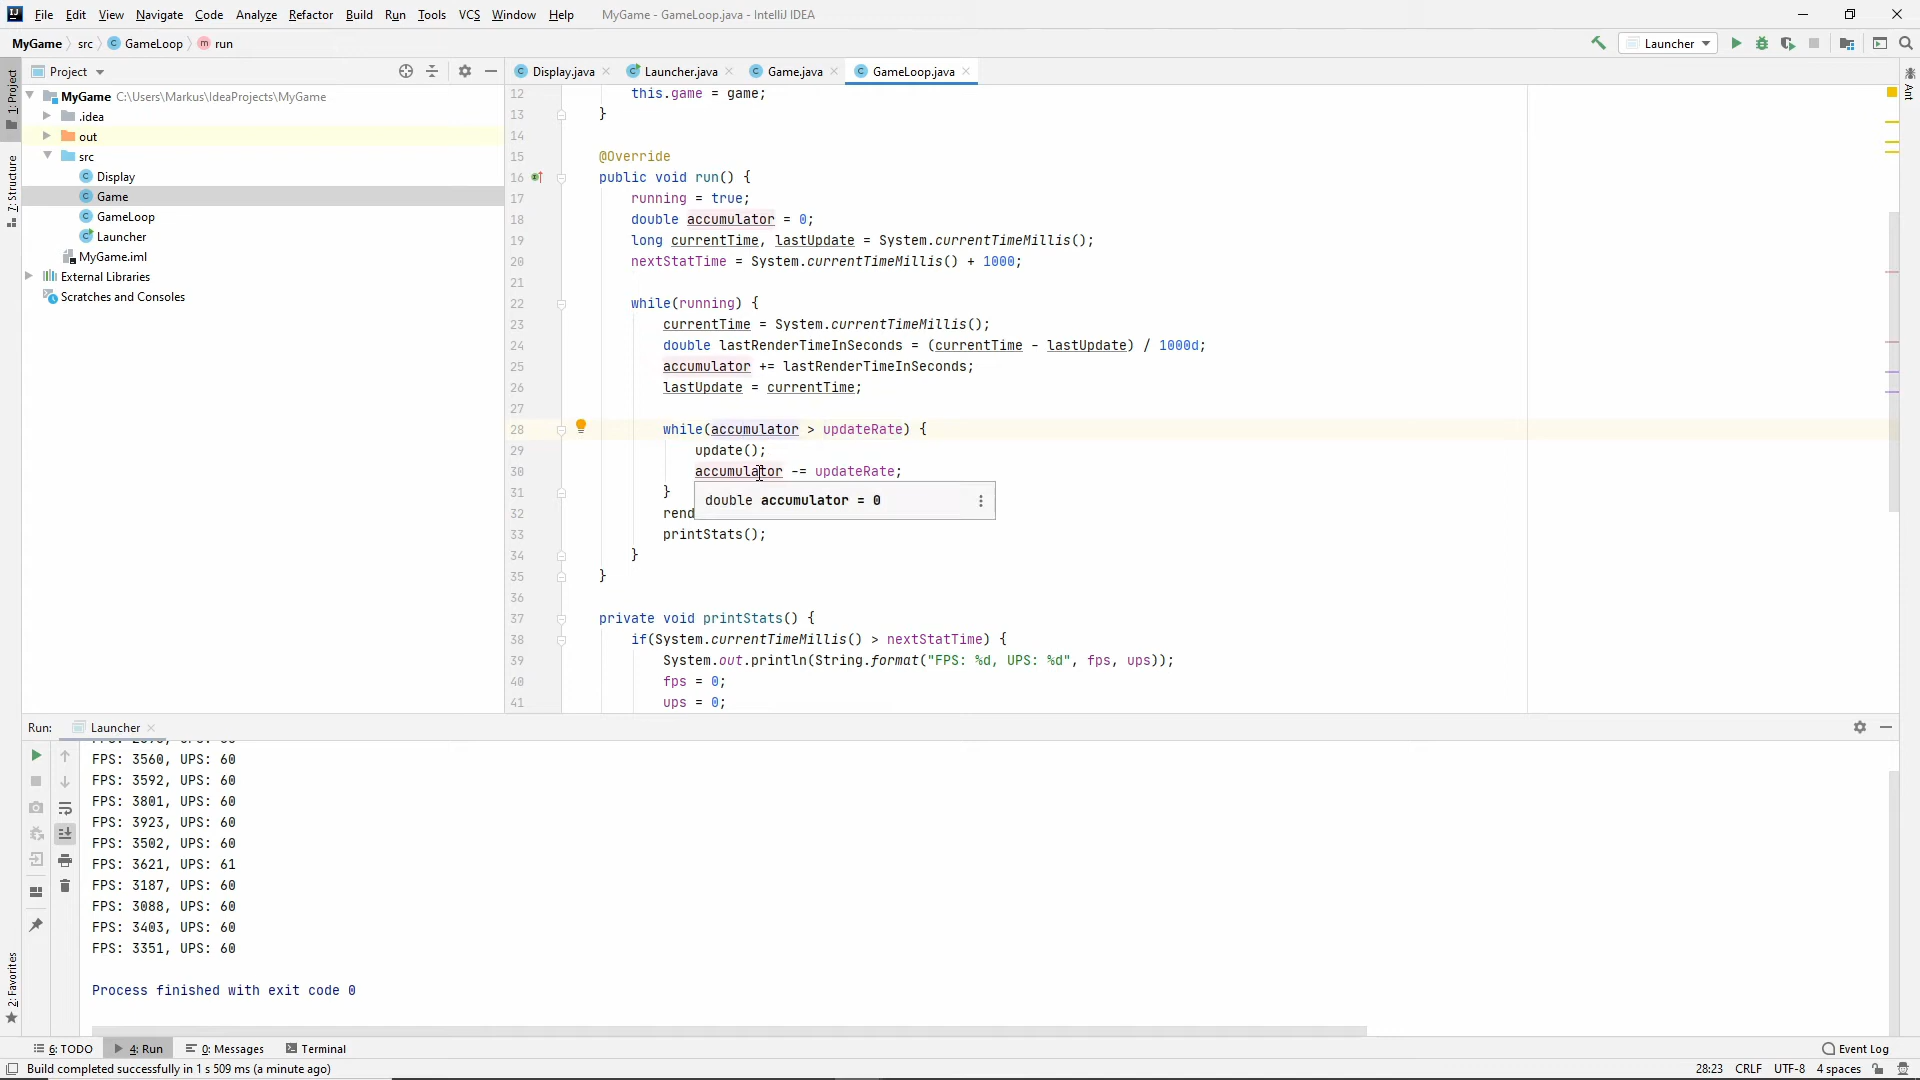 File Edit View Navigate Code Analyze Refactor Build Run Tools VCS Window Help MyGame - GameLoop.java - IntelliJ IDEA
MyGame src GameLoop run
Launcher
Project
Display.java Launcher.java Game.java GameLoop.java
1: Project
7: Structure
2: Favorites
Ant
MyGame C:\Users\Markus\IdeaProjects\MyGame
.idea
out
src
Display
Game
GameLoop
Launcher
MyGame.iml
External Libraries
Scratches and Consoles
12 this.game = game;
13 }
14
15 @Override
16 public void run() {
17 running = true;
18 double accumulator = 0;
19 long currentTime, lastUpdate = System.currentTimeMillis();
20 nextStatTime = System.currentTimeMillis() + 1000;
21
22 while(running) {
23 currentTime = System.currentTimeMillis();
24 double lastRenderTimeInSeconds = (currentTime - lastUpdate) / 1000d;
25 accumulator += lastRenderTimeInSeconds;
26 lastUpdate = currentTime;
27
28 while(accumulator > updateRate) {
29 update();
30 accumulator -= updateRate;
31 }
double accumulator = 0
32 rend
33 printStats();
34 }
35 }
36
37 private void printStats() {
38 if(System.currentTimeMillis() > nextStatTime) {
39 System.out.println(String.format("FPS: %d, UPS: %d", fps, ups));
40 fps = 0;
41 ups = 0;
Run: Launcher
FPS: 3560, UPS: 60
FPS: 3592, UPS: 60
FPS: 3801, UPS: 60
FPS: 3923, UPS: 60
FPS: 3502, UPS: 60
FPS: 3621, UPS: 61
FPS: 3187, UPS: 60
FPS: 3088, UPS: 60
FPS: 3403, UPS: 60
FPS: 3351, UPS: 60
Process finished with exit code 0
6: TODO 4: Run 0: Messages Terminal Event Log
Build completed successfully in 1 s 509 ms (a minute ago) 28:23 CRLF UTF-8 4 spaces